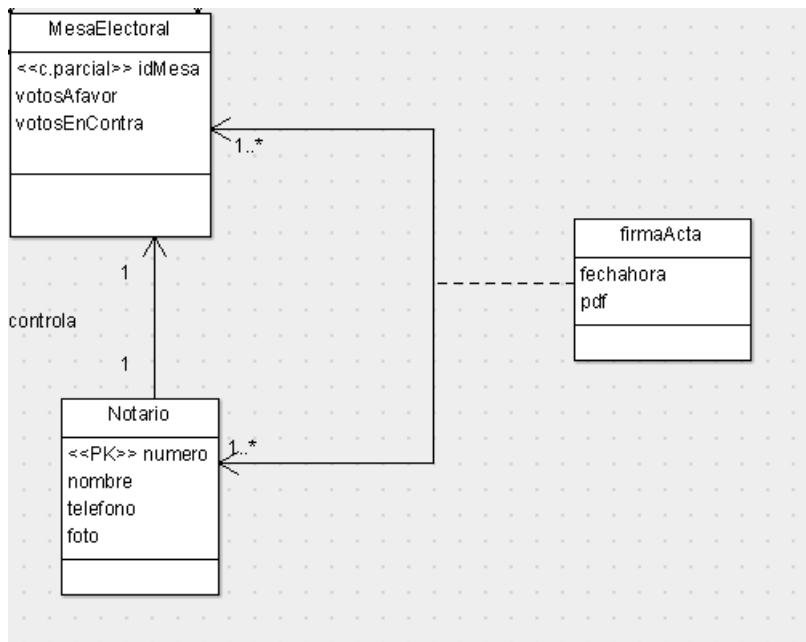 MesaElectoral
<<c.parcial>> idMesa
votosAfavor
votosEnContra
1..*
firmaActa
fechahora
pdf
1
controla
1
Notario
<<PK>> numero
nombre
telefono
foto
1..*